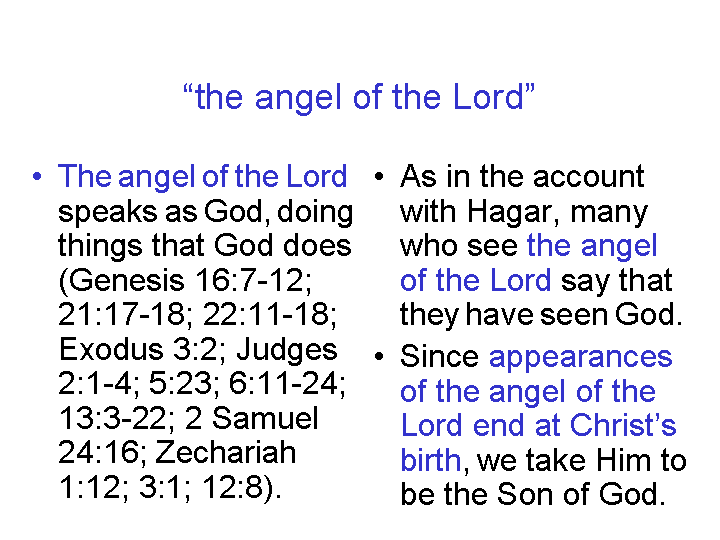 “the angel of the Lord”
• The angel of the Lord
speaks as God, doing
things that God does
(Genesis 16:7-12;
21:17-18; 22:11-18;
Exodus 3:2; Judges
2:1-4; 5:23; 6:11-24;
13:3-22; 2 Samuel
24:16; Zechariah
1:12; 3:1; 12:8).
• As in the account
with Hagar, many
who see the angel
of the Lord say that
they have seen God.
• Since appearances
of the angel of the
Lord end at Christ’s
birth, we take Him to
be the Son of God.